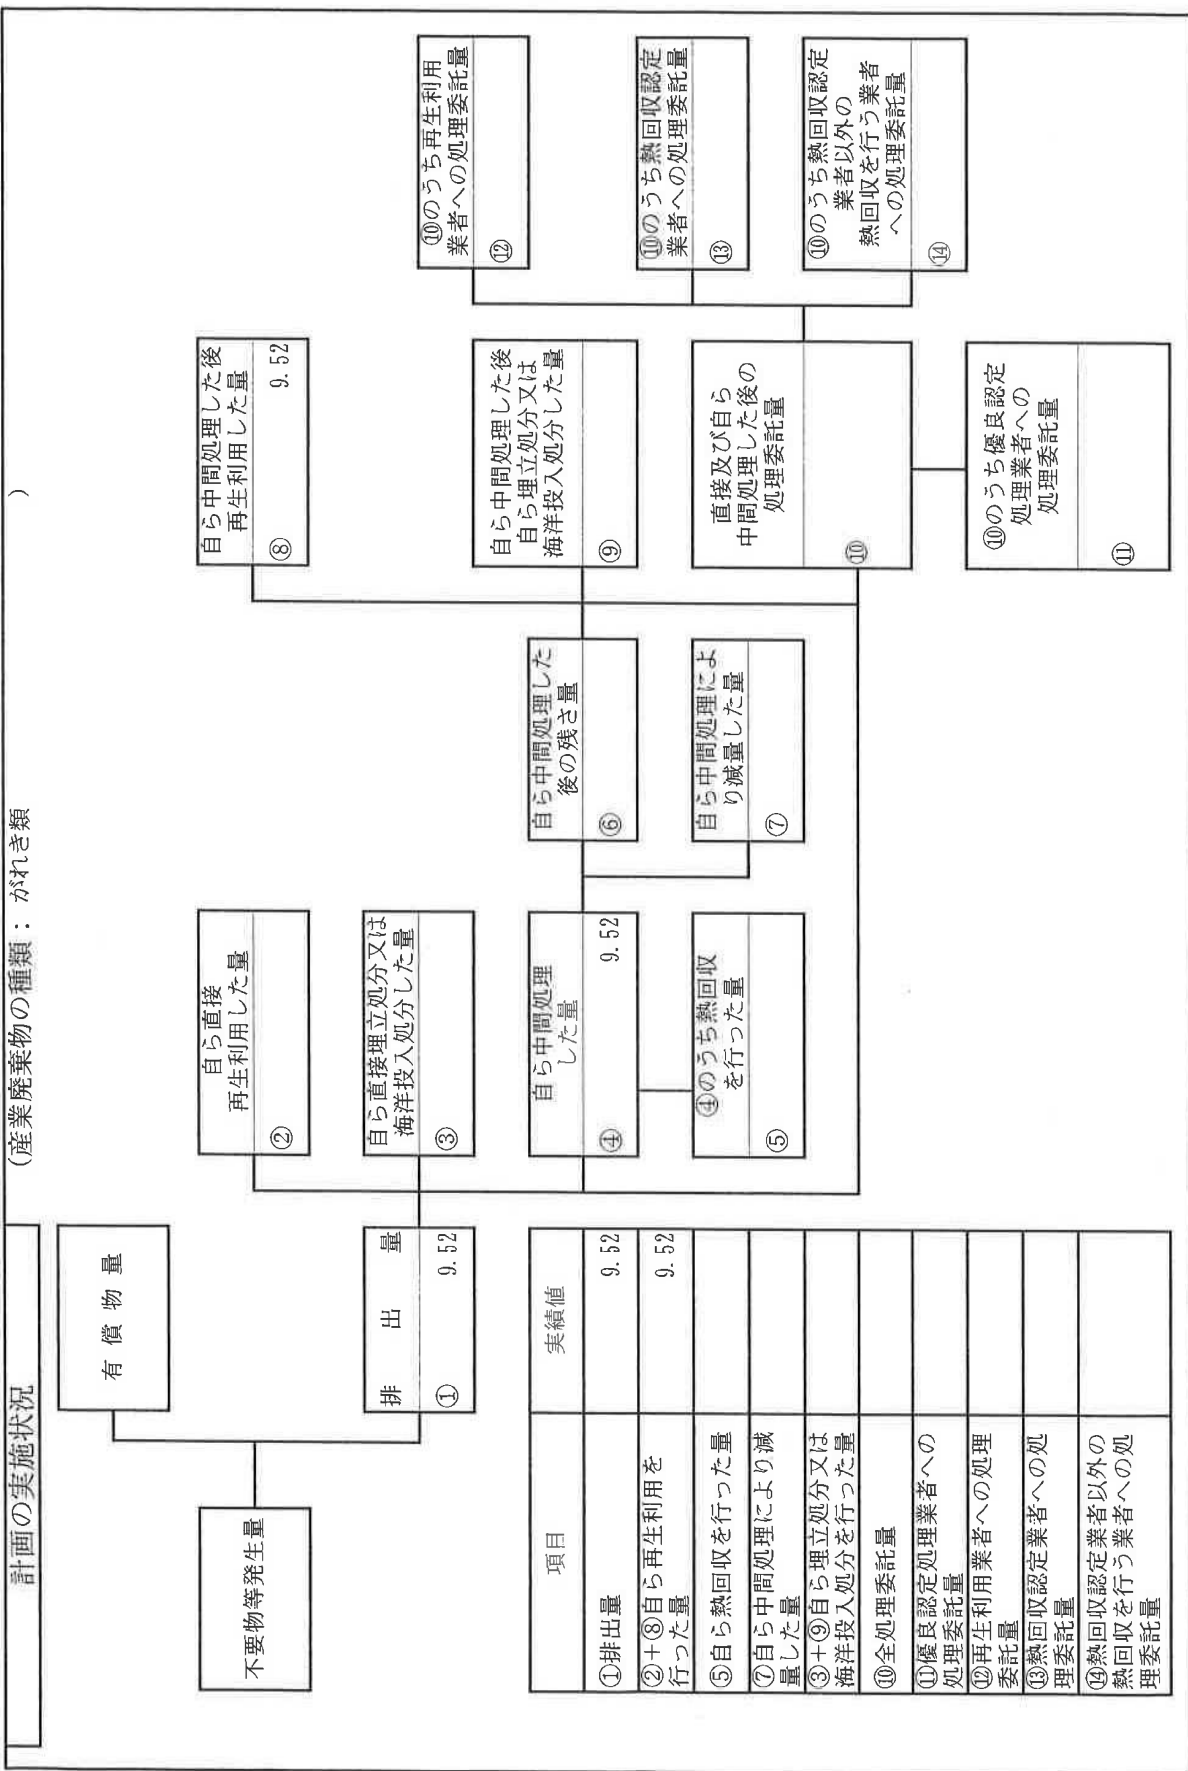 計画の実施状況
(産業廃棄物の種類： がれき類 )
有償物量
不要物等発生量
排出量
① 9.52
自ら直接
再生利用した量
②
自ら直接埋立処分又は
海洋投入処分した量
③
自ら中間処理
した量
④ 9.52
④のうち熱回収
を行った量
⑤
自ら中間処理した
後の残さ量
⑥
自ら中間処理によ
り減量した量
⑦
自ら中間処理した後
再生利用した量
⑧ 9.52
自ら中間処理した後
自ら埋立処分又は
海洋投入処分した量
⑨
直接及び自ら
中間処理した後の
処理委託量
⑩
⑩のうち優良認定
処理業者への
処理委託量
⑪
⑩のうち再生利用
業者への処理委託量
⑫
⑩のうち熱回収認定
業者への処理委託量
⑬
⑩のうち熱回収認定
業者以外の
熱回収を行う業者
への処理委託量
⑭
項目 実績値
①排出量 9.52
②+⑧自ら再生利用を
行った量 9.52
⑤自ら熱回収を行った量
⑦自ら中間処理により減
量した量
③+⑨自ら埋立処分又は
海洋投入処分を行った量
⑩全処理委託量
⑪優良認定処理業者への
処理委託量
⑫再生利用業者への処理
委託量
⑬熱回収認定業者への処
理委託量
⑭熱回収認定業者以外の
熱回収を行う業者への処
理委託量